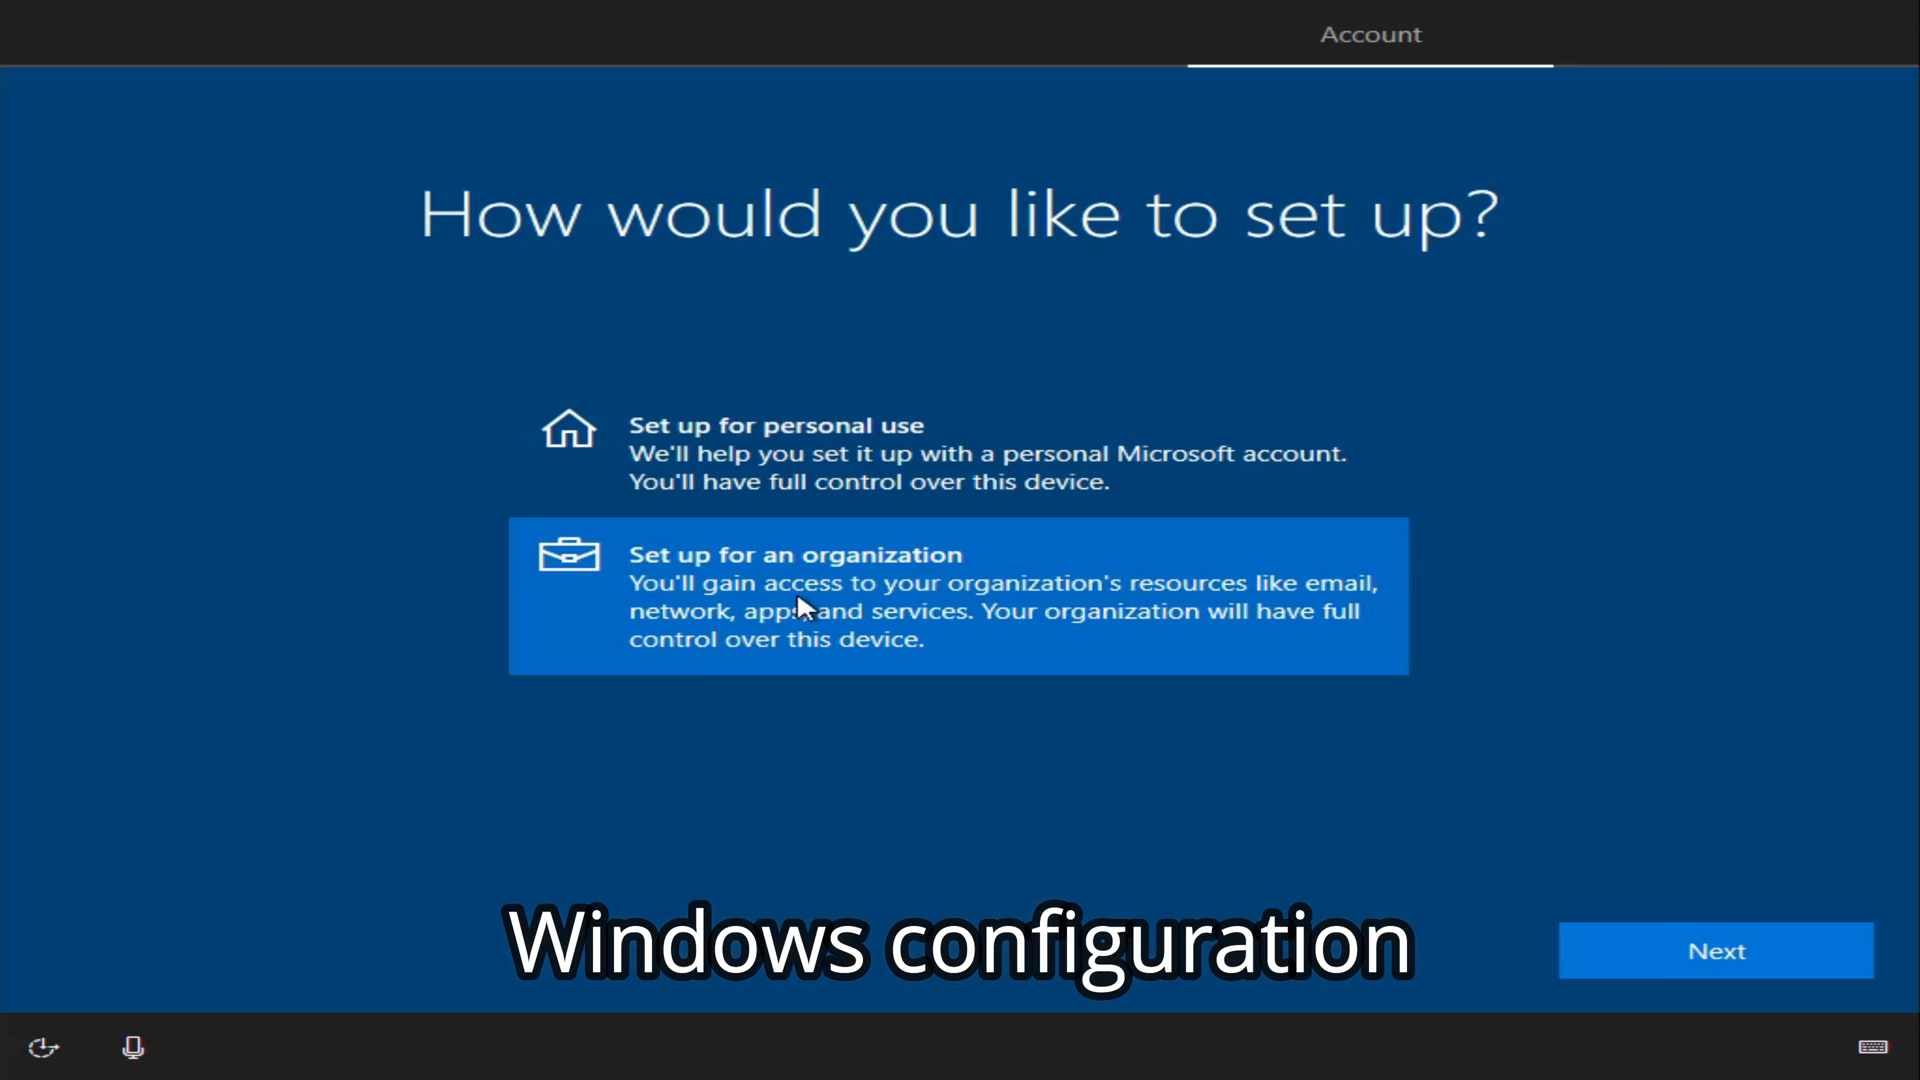 Account
How would you like to set up?
Set up for personal use
We'll help you set it up with a personal Microsoft account.
You'll have full control over this device.
Set up for an organization
You'll gain access to your organization's resources like email,
network, apps, and services. Your organization will have full
control over this device.
Windows configuration
Next